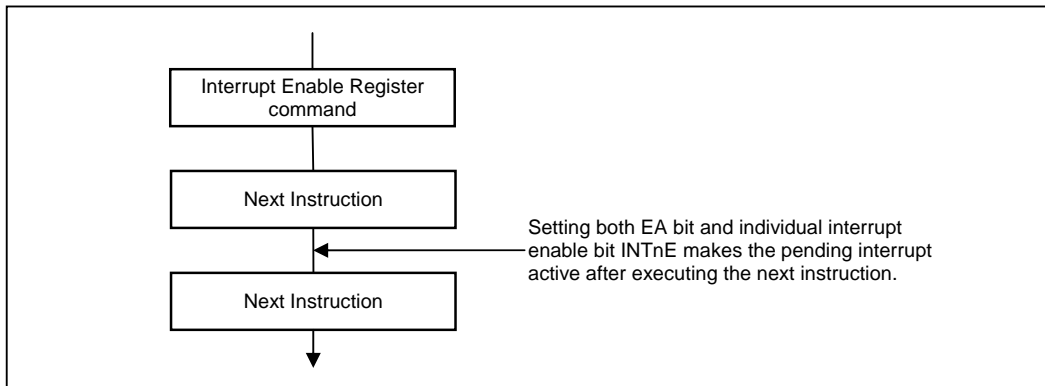 Interrupt Enable Register
command
Next Instruction
Setting both EA bit and individual interrupt
enable bit INTnE makes the pending interrupt
active after executing the next instruction.
Next Instruction